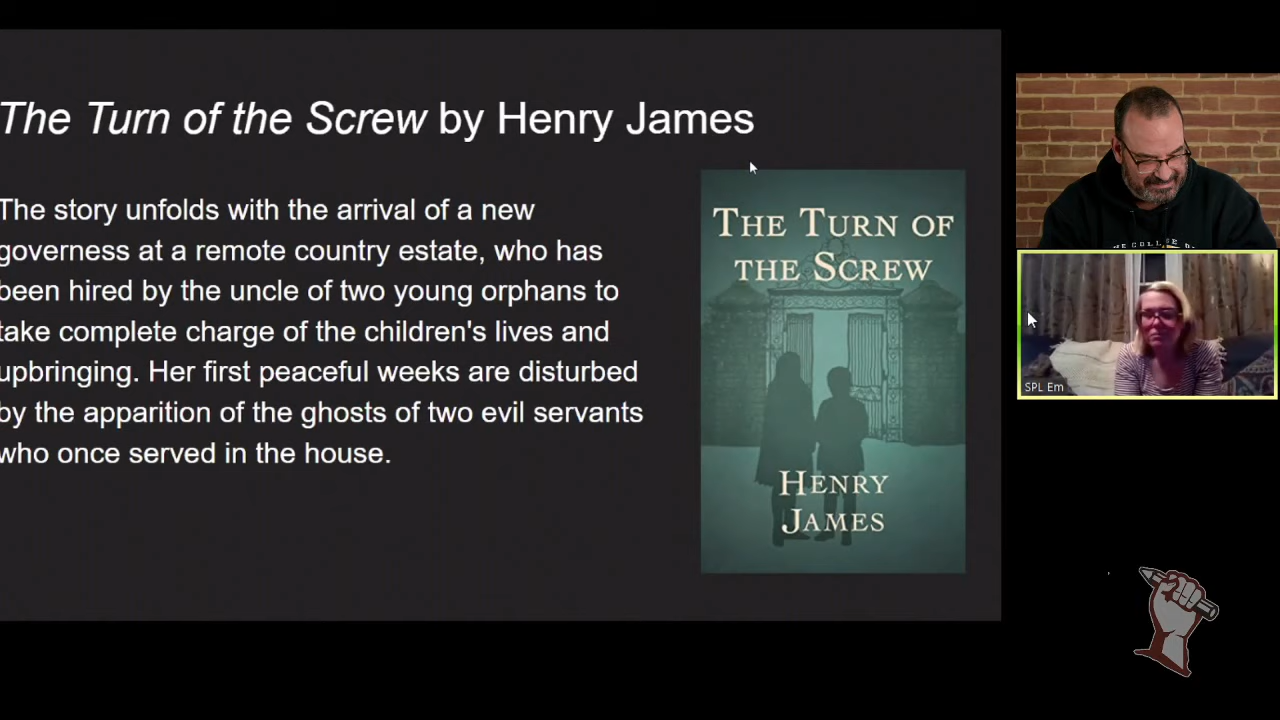 The Turn of the Screw by Henry James
The story unfolds with the arrival of a new
governess at a remote country estate, who has
been hired by the uncle of two young orphans to
take complete charge of the children's lives and
upbringing. Her first peaceful weeks are disturbed
by the apparition of the ghosts of two evil servants
who once served in the house.
THE TURN OF
THE SCREW
HENRY
JAMES
THE COLLEGE OF
SPL Em